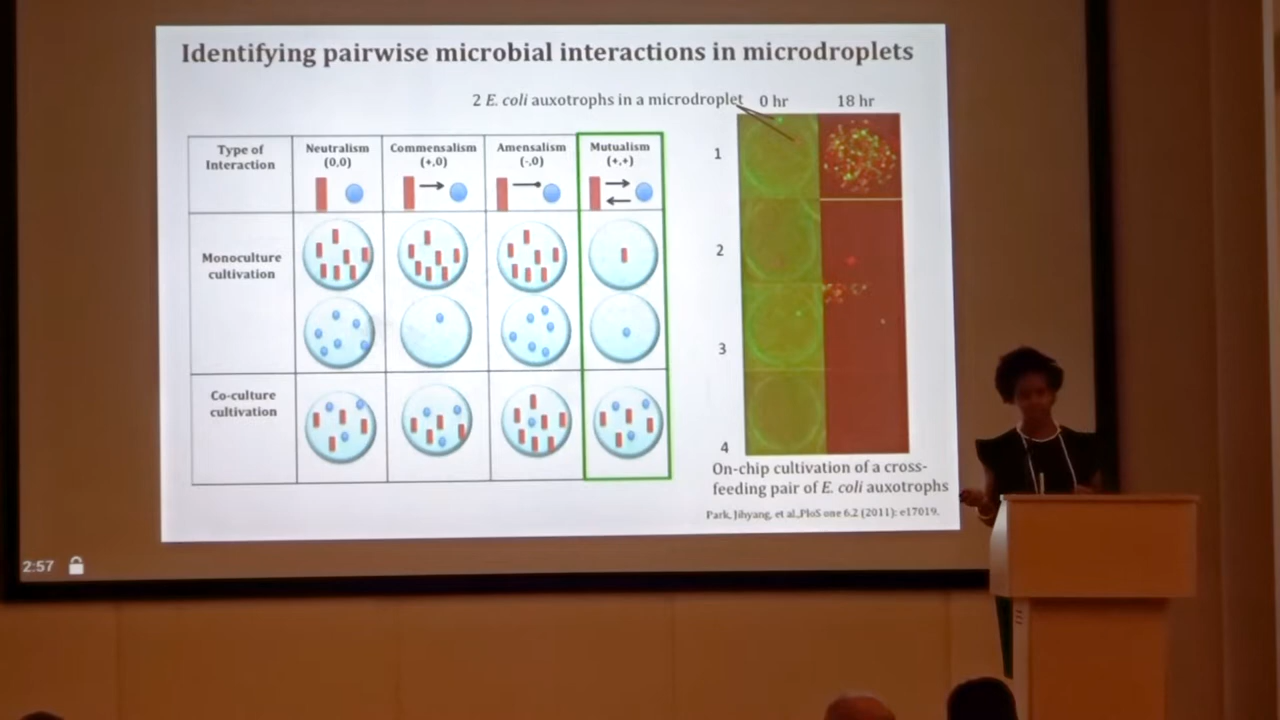 Identifying pairwise microbial interactions in microdroplets
2 E. coli auxotrophs in a microdroplet
0 hr
18 hr
Type of
Interaction
Neutralism
(0,0)
Commensalism
(+,0)
Amensalism
(-,0)
Mutualism
(+,+)
Monoculture
cultivation
Co-culture
cultivation
1
2
3
4
On-chip cultivation of a cross-
feeding pair of E. coli auxotrophs
Park, Jihyang, et al.,PloS one 6.2 (2011): e17019.
2:57